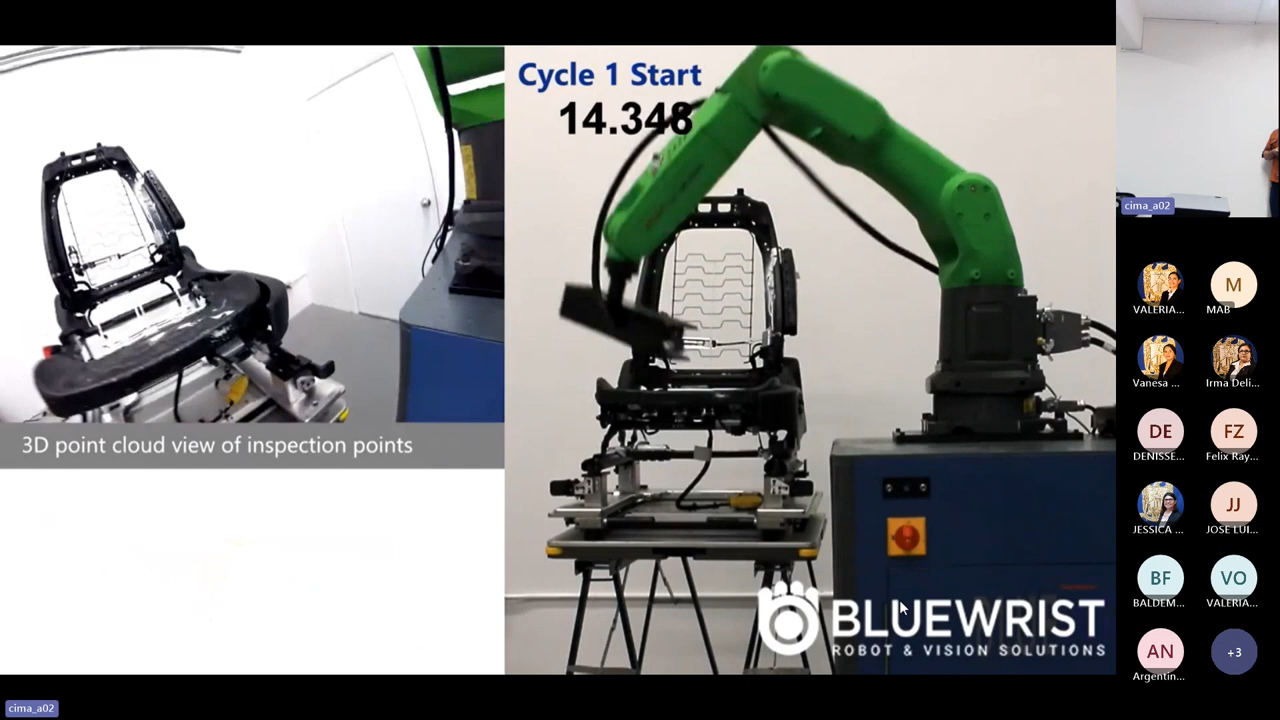 Cycle 1 Start
14.348
3D point cloud view of inspection points
BLUEWRIST
ROBOT & VISION SOLUTIONS
cima_a02
VALERIA...
MAB
Vanesa ...
Irma Deli...
DE
FZ
DENISSE...
Felix Ray...
JJ
JESSICA ...
JOSE LUI...
BF
VO
BALDEM...
VALERIA...
AN
+3
Argentin...
M
cima_a02